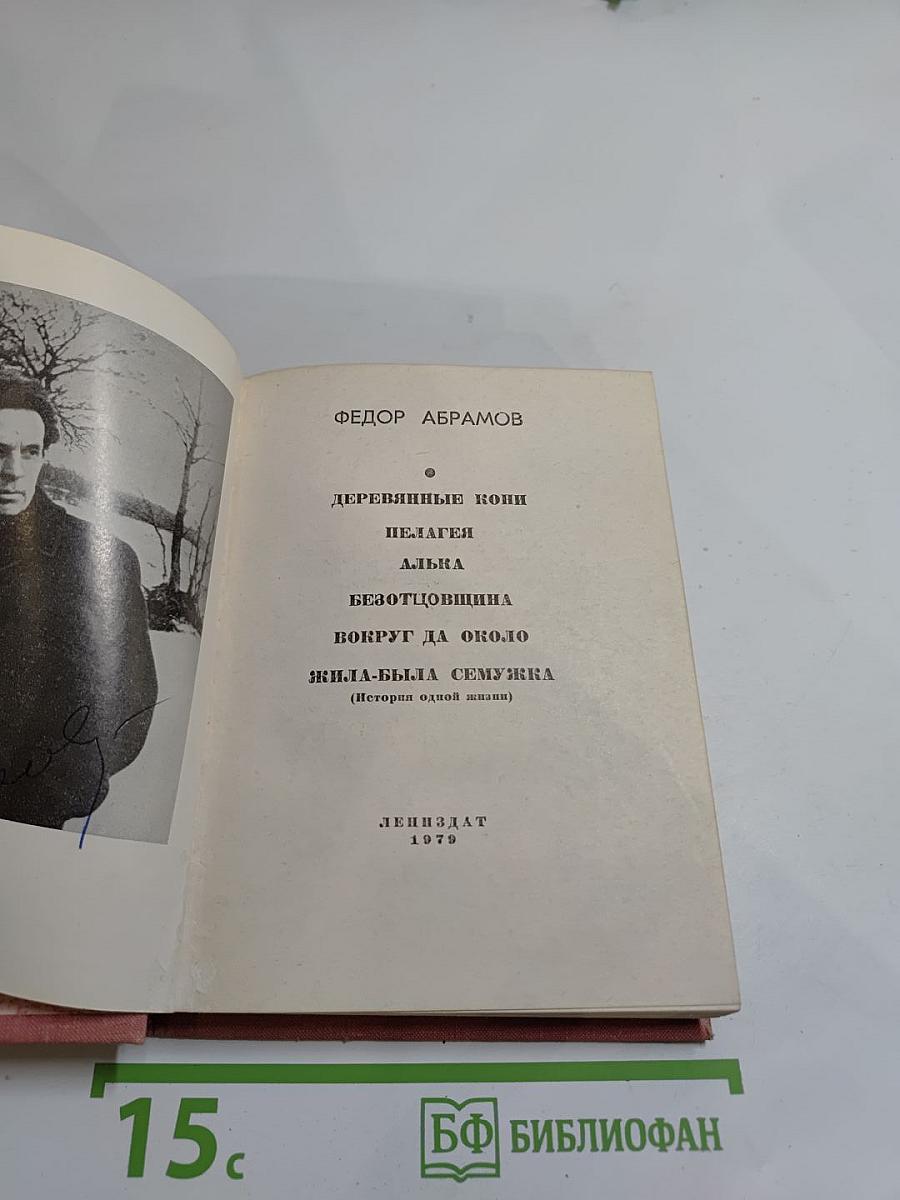 ФЕДОР АБРАМОВ
ДЕРЕВЯННЫЕ КОНИ
ПЕЛАГЕЯ
АЛЬКА
БЕЗОТЦОВЩИНА
ВОКРУГ ДА ОКОЛО
ЖИЛА-БЫЛА СЕМУЖКА
(История одной жизни)
ЛЕНИЗДАТ
1979
15 с
БФ БИБЛИОФАН